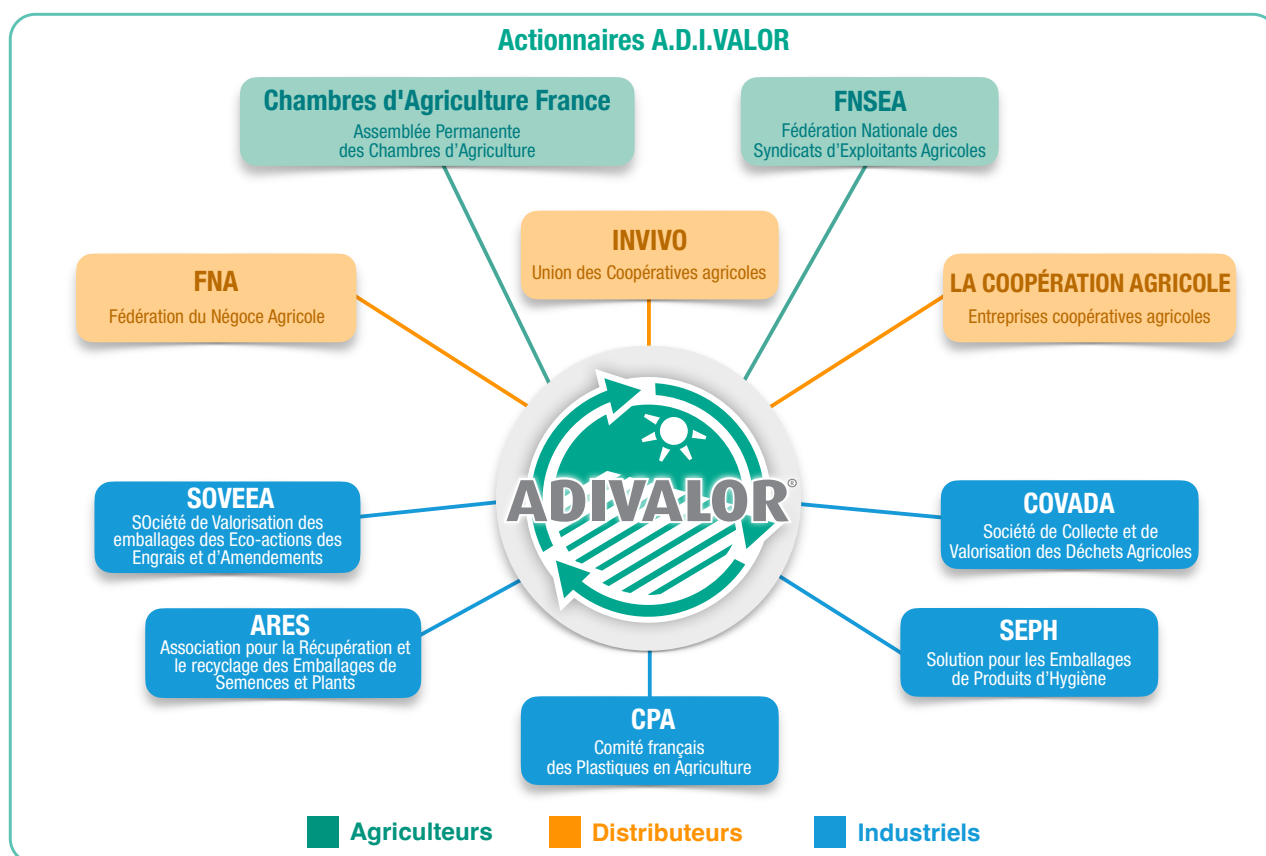 Actionnaires A.D.I.VALOR
Chambres d'Agriculture France
Assemblée Permanente
des Chambres d'Agriculture
FNSEA
Fédération Nationale des
Syndicats d'Exploitants Agricoles
INVIVO
Union des Coopératives agricoles
FNA
Fédération du Négoce Agricole
LA COOPÉRATION AGRICOLE
Entreprises coopératives agricoles
ADIVALOR®
SOVEEA
SOciété de Valorisation des
emballages des Eco-actions des
Engrais et d'Amendements
COVADA
Société de Collecte et de
Valorisation des Déchets Agricoles
ARES
Association pour la Récupération et
le recyclage des Emballages de
Semences et Plants
SEPH
Solution pour les Emballages
de Produits d'Hygiène
CPA
Comité français
des Plastiques en Agriculture
Agriculteurs
Distributeurs
Industriels